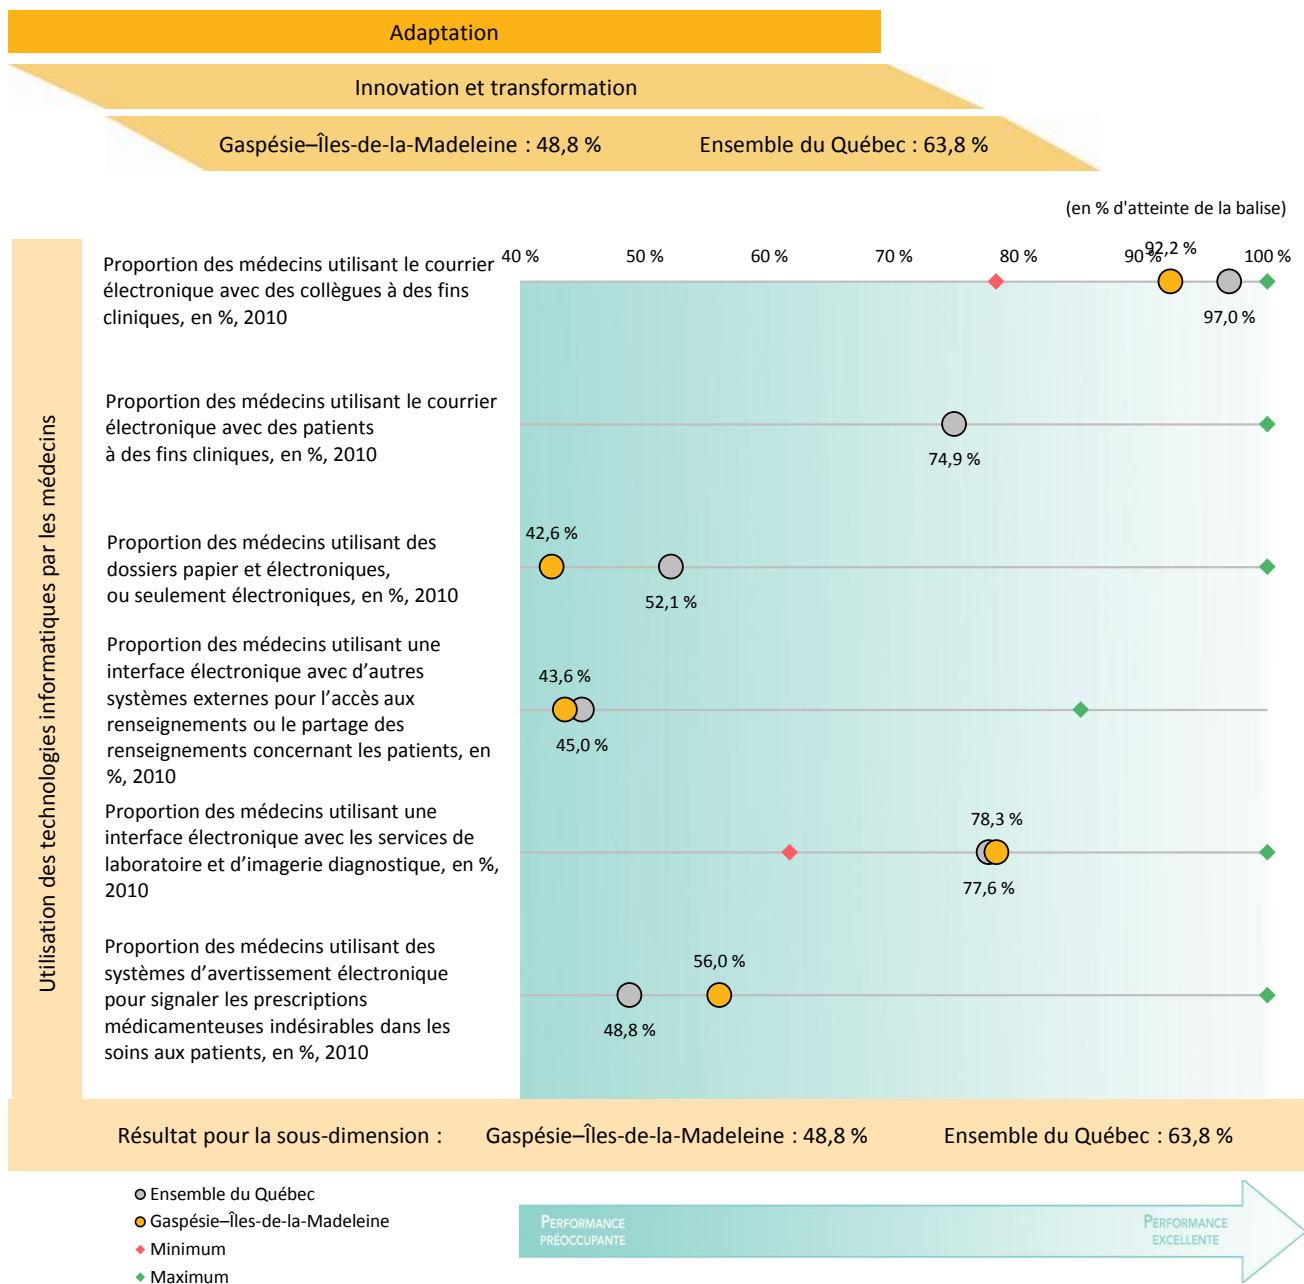 Adaptation
Innovation et transformation
Gaspésie–Îles-de-la-Madeleine : 48,8 % Ensemble du Québec : 63,8 %
(en % d'atteinte de la balise)
40 % 50 % 60 % 70 % 80 % 90 % 100 %
Utilisation des technologies informatiques par les médecins
Proportion des médecins utilisant le courrier
électronique avec des collègues à des fins
cliniques, en %, 2010
92,2 %
97,0 %
Proportion des médecins utilisant le courrier
électronique avec des patients
à des fins cliniques, en %, 2010
74,9 %
Proportion des médecins utilisant des
dossiers papier et électroniques,
ou seulement électroniques, en %, 2010
42,6 %
52,1 %
Proportion des médecins utilisant une
interface électronique avec d’autres
systèmes externes pour l’accès aux
renseignements ou le partage des
renseignements concernant les patients, en
%, 2010
43,6 %
45,0 %
Proportion des médecins utilisant une
interface électronique avec les services de
laboratoire et d’imagerie diagnostique, en %,
2010
78,3 %
77,6 %
Proportion des médecins utilisant des
systèmes d’avertissement électronique
pour signaler les prescriptions
médicamenteuses indésirables dans les
soins aux patients, en %, 2010
56,0 %
48,8 %
Résultat pour la sous-dimension : Gaspésie–Îles-de-la-Madeleine : 48,8 % Ensemble du Québec : 63,8 %
Ensemble du Québec
Gaspésie–Îles-de-la-Madeleine
Minimum
Maximum
PERFORMANCE
PRÉOCCUPANTE
PERFORMANCE
EXCELLENTE